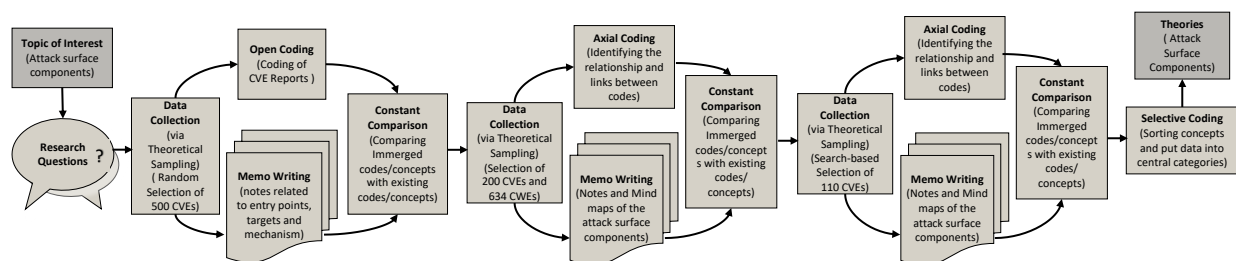 Topic of Interest
(Attack surface
components)
Research
Questions
?
Data
Collection
(via
Theoretical
Sampling)
( Random
Selection of
500 CVEs)
Open Coding
(Coding of
CVE Reports )
Memo Writing
(notes related
to entry points,
targets and
mechanism)
Constant
Comparison
(Comparing
Immerged
codes/concepts
with existing
codes/concepts)
Data
Collection
(via Theoretical
Sampling)
(Selection of
200 CVEs and
634 CWEs)
Axial Coding
(Identifying the
relationship and
links between
codes)
Memo Writing
(Notes and Mind
maps of the
attack surface
components)
Constant
Comparison
(Comparing
Immerged
code/concep
ts with existing
codes/
concepts)
Data
Collection
(via Theoretical
Sampling)
(Search-based
Selection of
110 CVEs)
Axial Coding
(Identifying the
relationship and
links between
codes)
Memo Writing
(Notes and Mind
maps of the
attack surface
components)
Constant
Comparison
(Comparing
Immerged
codes/concep
ts with existing
codes/
concepts)
Selective Coding
(Sorting concepts
and put data into
central categories)
Theories
( Attack
Surface
Components)